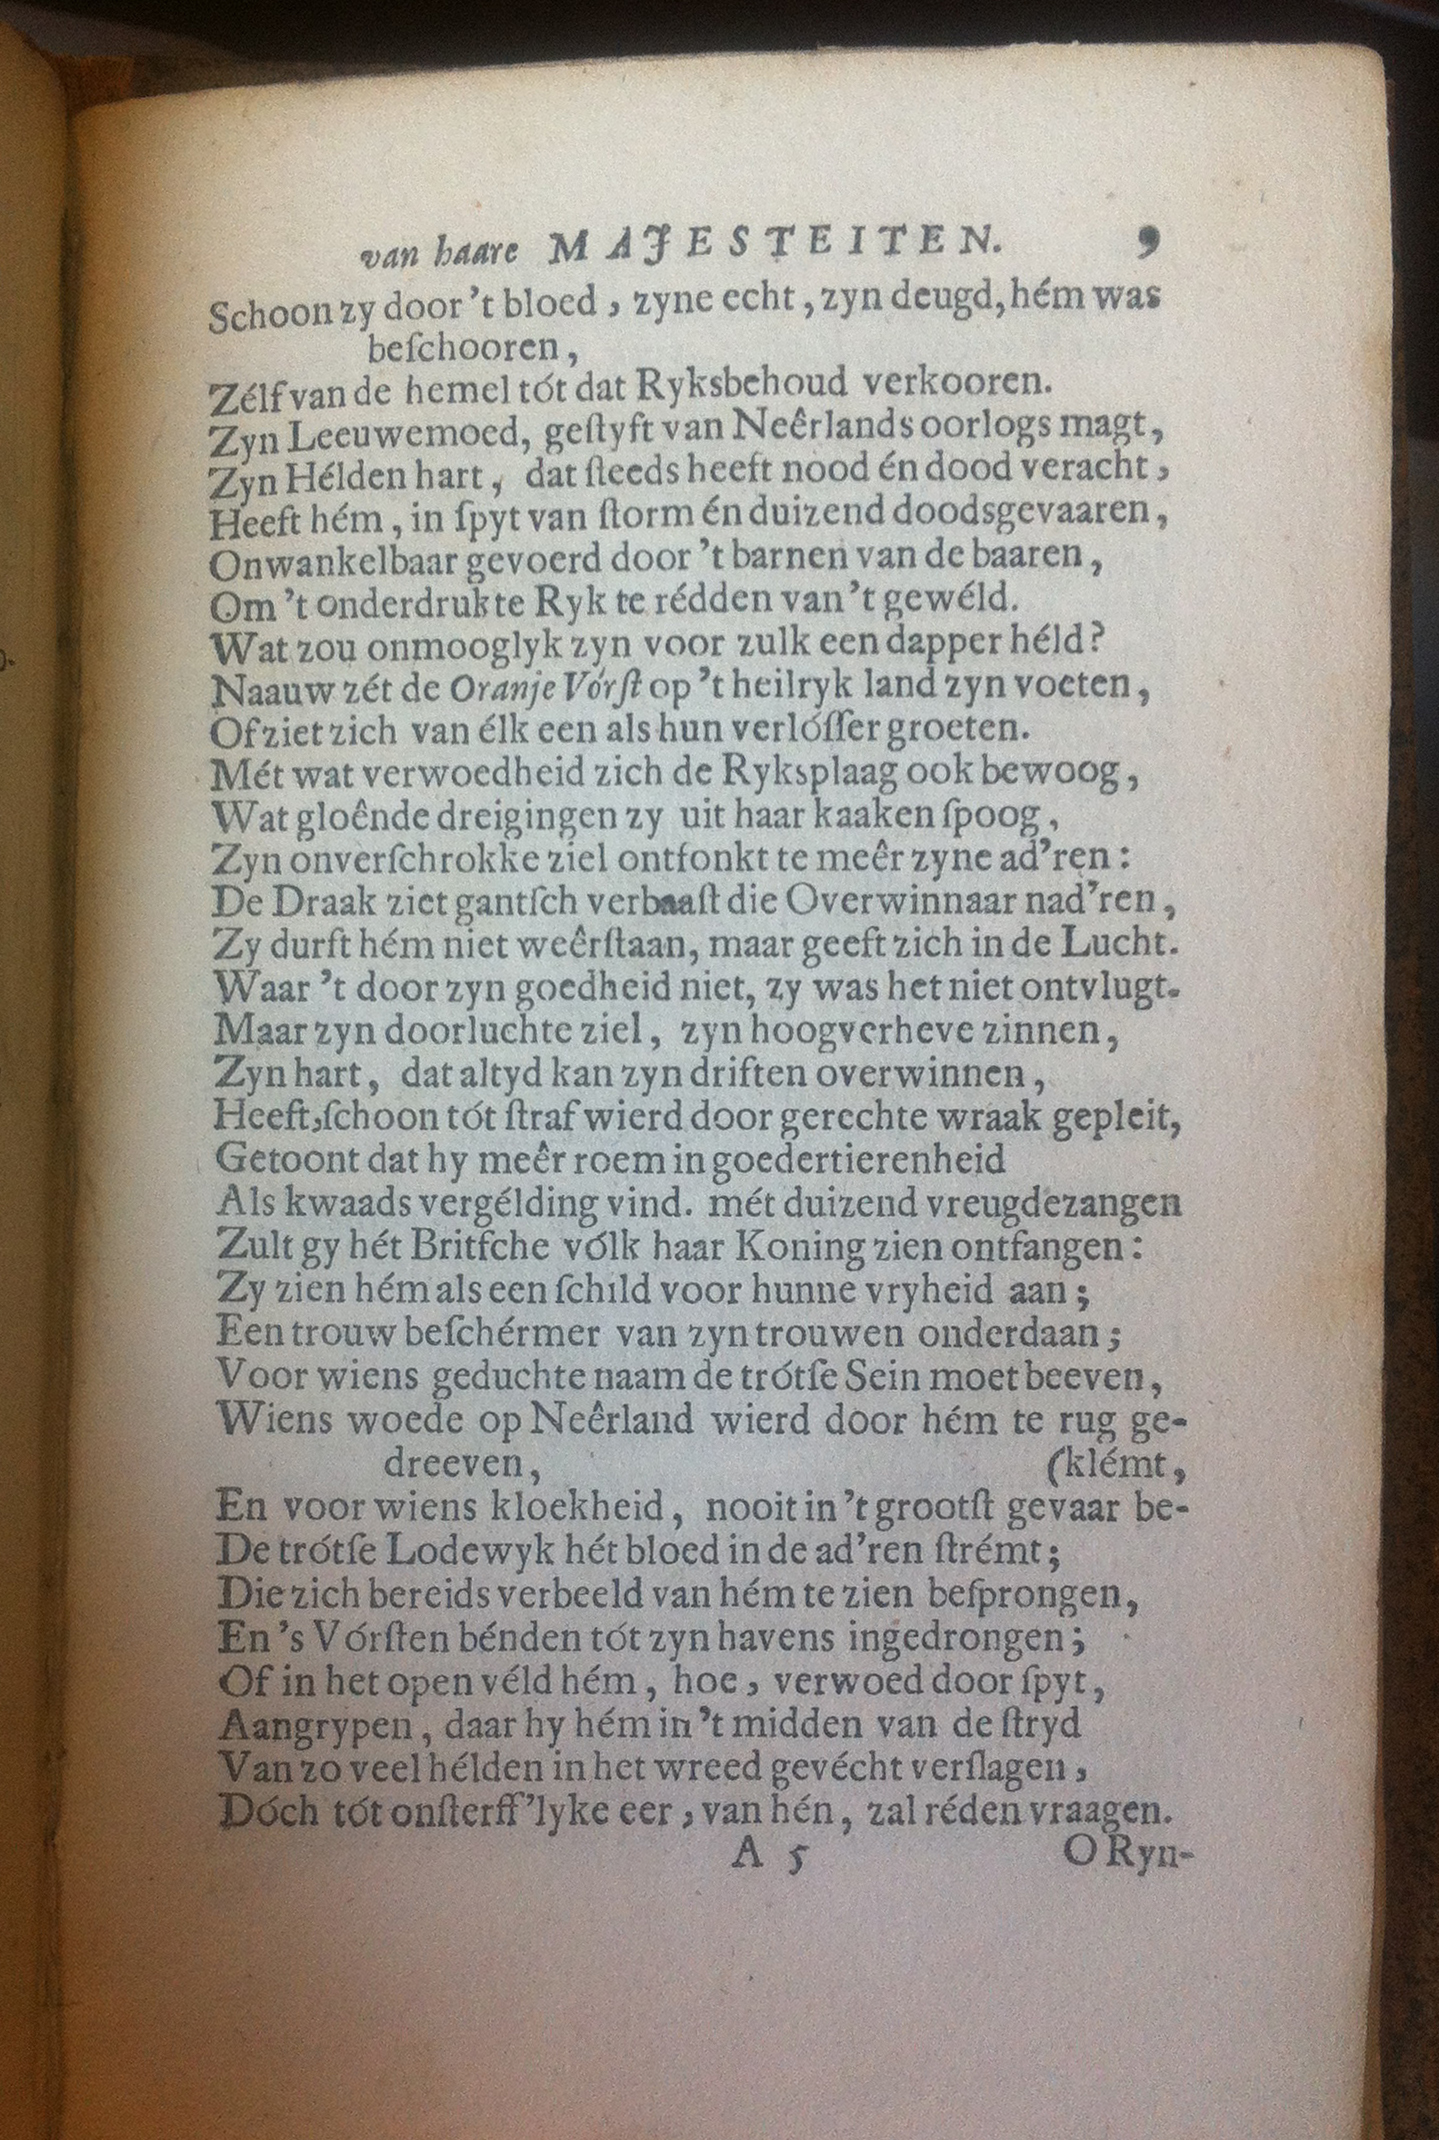 van haare MAJESTEITEN. 9
Schoon zy door 't bloed, zyne echt, zyn deugd, hém was
beſchooren,
Zélf van de hemel tót dat Ryksbehoud verkooren.
Zyn Leeuwemoed, geſtyft van Neêrlands oorlogs magt,
Zyn Hélden hart, dat ſteeds heeft nood én dood veracht,
Heeft hém, in ſpyt van ſtorm én duizend doodsgevaaren,
Onwankelbaar gevoerd door 't barnen van de baaren,
Om 't onderdrukte Ryk te rédden van 't gewéld.
Wat zou onmooglyk zyn voor zulk een dapper héld?
Naauw zét de Oranje Vórſt op 't heilryk land zyn voeten,
Of ziet zich van élk een als hun verlóſſer groeten.
Mét wat verwoedheid zich de Ryksplaag ook bewoog,
Wat gloênde dreigingen zy uit haar kaaken ſpoog,
Zyn onverſchrokke ziel ontfonkt te meêr zyne ad'ren:
De Draak ziet gantſch verbaaſt die Overwinnaar nad'ren,
Zy durft hém niet weêrſtaan, maar geeft zich in de Lucht.
Waar 't door zyn goedheid niet, zy was het niet ontvlugt.
Maar zyn doorluchte ziel, zyn hoogverheve zinnen,
Zyn hart, dat altyd kan zyn driften overwinnen,
Heeft, ſchoon tót ſtraf wierd door gerechte wraak gepleit,
Getoont dat hy meêr roem in goedertierenheid
Als kwaads vergélding vind. mét duizend vreugdezangen
Zult gy hét Britſche vólk haar Koning zien ontfangen:
Zy zien hém als een ſchild voor hunne vryheid aan;
Een trouw beſchérmer van zyn trouwen onderdaan;
Voor wiens geduchte naam de trótſe Sein moet beeven,
Wiens woede op Neêrland wierd door hém te rug ge-
dreeven, (klémt,
En voor wiens kloekheid, nooit in 't grootſt gevaar be-
De trótſe Lodewyk hét bloed in de ad'ren ſtrémt;
Die zich bereids verbeeld van hém te zien beſprongen,
En 's Vórſten bénden tót zyn havens ingedrongen;
Of in het open véld hém, hoe, verwoed door ſpyt,
Aangrypen, daar hy hém in 't midden van de ſtryd
Van zo veel hélden in het wreed gevécht verſlagen,
Dóch tót onſterff'lyke eer, van hén, zal réden vraagen.
A 5 O Ryn-